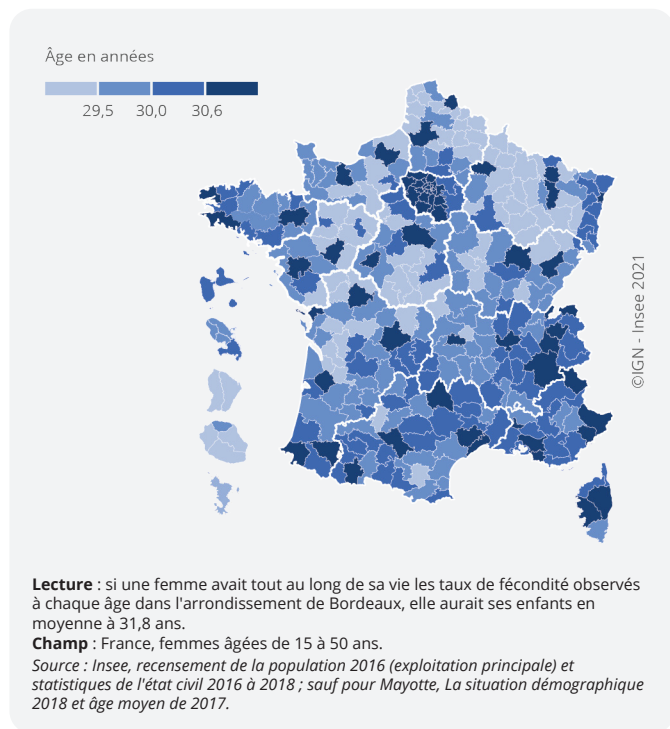 Âge en années
29,5 30,0 30,6
©IGN - Insee 2021
Lecture : si une femme avait tout au long de sa vie les taux de fécondité observés
à chaque âge dans l'arrondissement de Bordeaux, elle aurait ses enfants en
moyenne à 31,8 ans.
Champ : France, femmes âgées de 15 à 50 ans.
Source : Insee, recensement de la population 2016 (exploitation principale) et
statistiques de l'état civil 2016 à 2018 ; sauf pour Mayotte, La situation démographique
2018 et âge moyen de 2017.